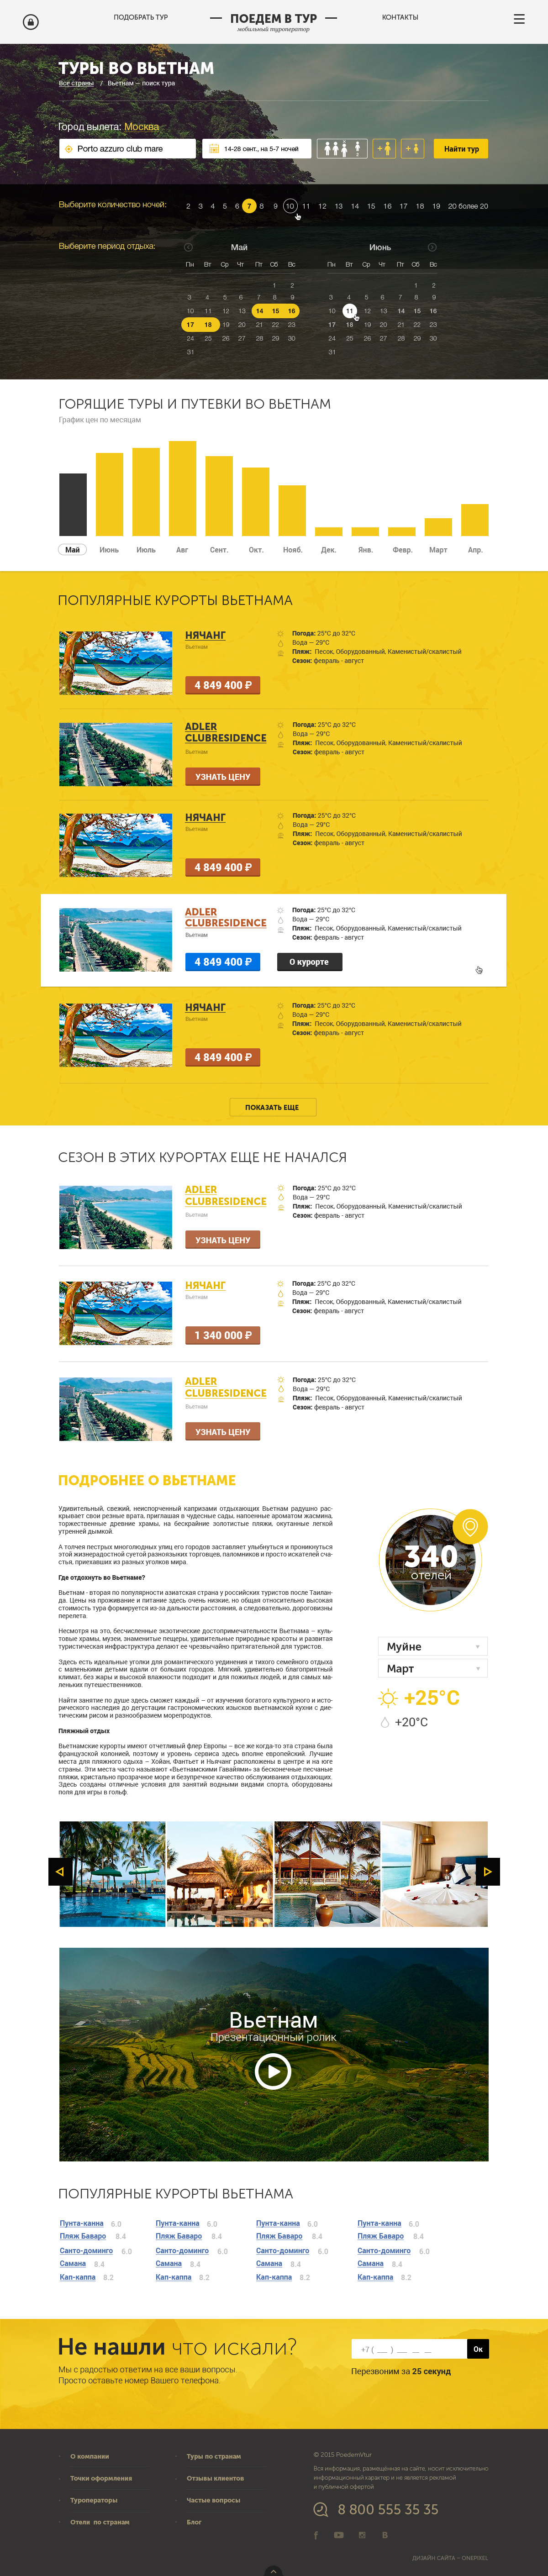 ПОДОБРАТЬ ТУР
ПОЕДЕМ В ТУР
мобильный туроператор
КОНТАКТЫ
ТУРЫ ВО ВЬЕТНАМ
Все страны / Вьетнам — поиск тура
Город вылета: Москва
Porto azzuro club mare
14-28 сент., на 5-7 ночей
2
+
+
Найти тур
Выберите количество ночей:
2 3 4 5 6 7 8 9 10 11 12 13 14 15 16 17 18 19 20 более 20
Выберите период отдыха:
Май
Пн Вт Ср Чт Пт Сб Вс
1 2
3 4 5 6 7 8 9
10 11 12 13 14 15 16
17 18 19 20 21 22 23
24 25 26 27 28 29 30
31
Июнь
Пн Вт Ср Чт Пт Сб Вс
1 2
3 4 5 6 7 8 9
10 11 12 13 14 15 16
17 18 19 20 21 22 23
24 25 26 27 28 29 30
31
ГОРЯЩИЕ ТУРЫ И ПУТЕВКИ ВО ВЬЕТНАМ
График цен по месяцам
Май Июнь Июль Авг Сент. Окт. Нояб. Дек. Янв. Февр. Март Апр.
ПОПУЛЯРНЫЕ КУРОРТЫ ВЬЕТНАМА
НЯЧАНГ
Вьетнам
4 849 400 ₽
Погода: 25°C до 32°C
Вода — 29°C
Пляж: Песок, Оборудованный, Каменистый/скалистый
Сезон: февраль - август
ADLER
CLUBRESIDENCE
Вьетнам
УЗНАТЬ ЦЕНУ
Погода: 25°C до 32°C
Вода — 29°C
Пляж: Песок, Оборудованный, Каменистый/скалистый
Сезон: февраль - август
НЯЧАНГ
Вьетнам
4 849 400 ₽
Погода: 25°C до 32°C
Вода — 29°C
Пляж: Песок, Оборудованный, Каменистый/скалистый
Сезон: февраль - август
ADLER
CLUBRESIDENCE
Вьетнам
4 849 400 ₽
О курорте
Погода: 25°C до 32°C
Вода — 29°C
Пляж: Песок, Оборудованный, Каменистый/скалистый
Сезон: февраль - август
НЯЧАНГ
Вьетнам
4 849 400 ₽
Погода: 25°C до 32°C
Вода — 29°C
Пляж: Песок, Оборудованный, Каменистый/скалистый
Сезон: февраль - август
ПОКАЗАТЬ ЕЩЕ
СЕЗОН В ЭТИХ КУРОРТАХ ЕЩЕ НЕ НАЧАЛСЯ
ADLER
CLUBRESIDENCE
Вьетнам
УЗНАТЬ ЦЕНУ
Погода: 25°C до 32°C
Вода — 29°C
Пляж: Песок, Оборудованный, Каменистый/скалистый
Сезон: февраль - август
НЯЧАНГ
Вьетнам
1 340 000 ₽
Погода: 25°C до 32°C
Вода — 29°C
Пляж: Песок, Оборудованный, Каменистый/скалистый
Сезон: февраль - август
ADLER
CLUBRESIDENCE
Вьетнам
УЗНАТЬ ЦЕНУ
Погода: 25°C до 32°C
Вода — 29°C
Пляж: Песок, Оборудованный, Каменистый/скалистый
Сезон: февраль - август
ПОДРОБНЕЕ О ВЬЕТНАМЕ
Удивительный, свежий, неиспорченный капризами отдыхающих Вьетнам радушно рас-
крывает свои резные врата, приглашая в чудесные сады, напоенные ароматом жасмина,
торжественные древние храмы, на бескрайние золотистые пляжи, окутанные легкой
утренней дымкой.
А толчея пестрых многолюдных улиц его городов заставляет улыбнуться и проникнуться
этой жизнерадостной суетой разноязыких торговцев, паломников и просто искателей сча-
стья, приехавших из разных уголков мира.
Где отдохнуть во Вьетнаме?
Вьетнам - вторая по популярности азиатская страна у российских туристов после Таилан-
да. Цены на проживание и питание здесь очень низкие, но общая относительно высокая
стоимость тура формируется из-за дальности расстояния, а следовательно, дороговизны
перелета.
Несмотря на это, бесчисленные экзотические достопримечательности Вьетнама – куль-
товые храмы, музеи, знаменитые пещеры, удивительные природные красоты и развитая
туристическая инфраструктура делают ее чрезвычайно притягательной для туристов.
Здесь есть идеальные уголки для романтического уединения и тихого семейного отдыха
с маленькими детьми вдали от больших городов. Мягкий, удивительно благоприятный
климат, без жары и высокой влажности подходит и для пожилых людей, и для самых ма-
леньких путешественников.
Найти занятие по душе здесь сможет каждый – от изучения богатого культурного и исто-
рического наследия до дегустации гастрономических изысков вьетнамской кухни с дие-
тическим рисом и разнообразием морепродуктов.
Пляжный отдых
Вьетнамские курорты имеют отчетливый флер Европы – все же когда-то эта страна была
французской колонией, поэтому и уровень сервиса здесь вполне европейский. Лучшие
места для пляжного отдыха – Хойан, Фантьет и Ньячанг расположены в центре и на юге
страны. Эти места часто называют «Вьетнамскими Гавайями» за бесконечные песчаные
пляжи, кристально прозрачное море и безупречное качество обслуживания отдыхающих.
Здесь созданы отличные условия для занятий водными видами спорта, оборудованы
поля для игры в гольф.
340
отелей
Муйне
Март
+25°C
+20°C
Вьетнам
Презентационный ролик
ПОПУЛЯРНЫЕ КУРОРТЫ ВЬЕТНАМА
Пунта-канна 6.0 Пунта-канна 6.0 Пунта-канна 6.0 Пунта-канна 6.0
Пляж Баваро 8.4 Пляж Баваро 8.4 Пляж Баваро 8.4 Пляж Баваро 8.4
Санто-доминго 6.0 Санто-доминго 6.0 Санто-доминго 6.0 Санто-доминго 6.0
Самана 8.4 Самана 8.4 Самана 8.4 Самана 8.4
Кап-каппа 8.2 Кап-каппа 8.2 Кап-каппа 8.2 Кап-каппа 8.2
Не нашли что искали?
Мы с радостью ответим на все ваши вопросы.
Просто оставьте номер Вашего телефона.
+7 ( ___ ) ___ __ __
Ок
Перезвоним за 25 секунд
О компании
Точки оформления
Туроператоры
Отели по странам
Туры по странам
Отзывы клиентов
Частые вопросы
Блог
© 2015 PoedemVtur
Вся информация, размещённая на сайте, носит исключительно
информационный характер и не является рекламой
и публичной офертой
8 800 555 35 35
ДИЗАЙН САЙТА – ONEPIXEL